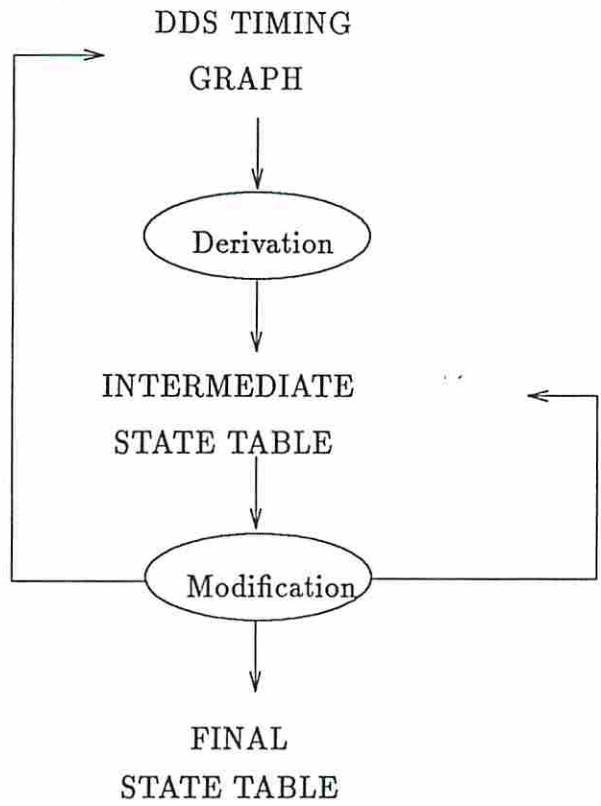 DDS TIMING
GRAPH
Derivation
INTERMEDIATE
STATE TABLE
Modification
FINAL
STATE TABLE